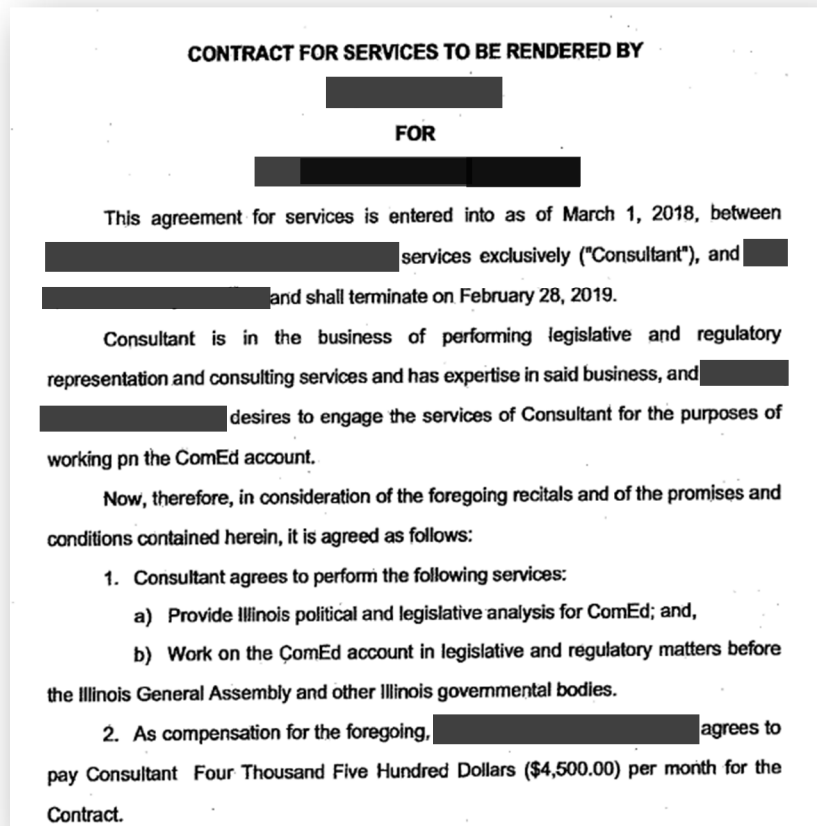 CONTRACT FOR SERVICES TO BE RENDERED BY
FOR
This agreement for services is entered into as of March 1, 2018, between
services exclusively ("Consultant"), and
and shall terminate on February 28, 2019.
Consultant is in the business of performing legislative and regulatory
representation and consulting services and has expertise in said business, and
desires to engage the services of Consultant for the purposes of
working pn the ComEd account.
Now, therefore, in consideration of the foregoing recitals and of the promises and
conditions contained herein, it is agreed as follows:
1. Consultant agrees to perform the following services:
a) Provide Illinois political and legislative analysis for ComEd; and,
b) Work on the ComEd account in legislative and regulatory matters before
the Illinois General Assembly and other Illinois governmental bodies.
2. As compensation for the foregoing, agrees to
pay Consultant Four Thousand Five Hundred Dollars ($4,500.00) per month for the
Contract.